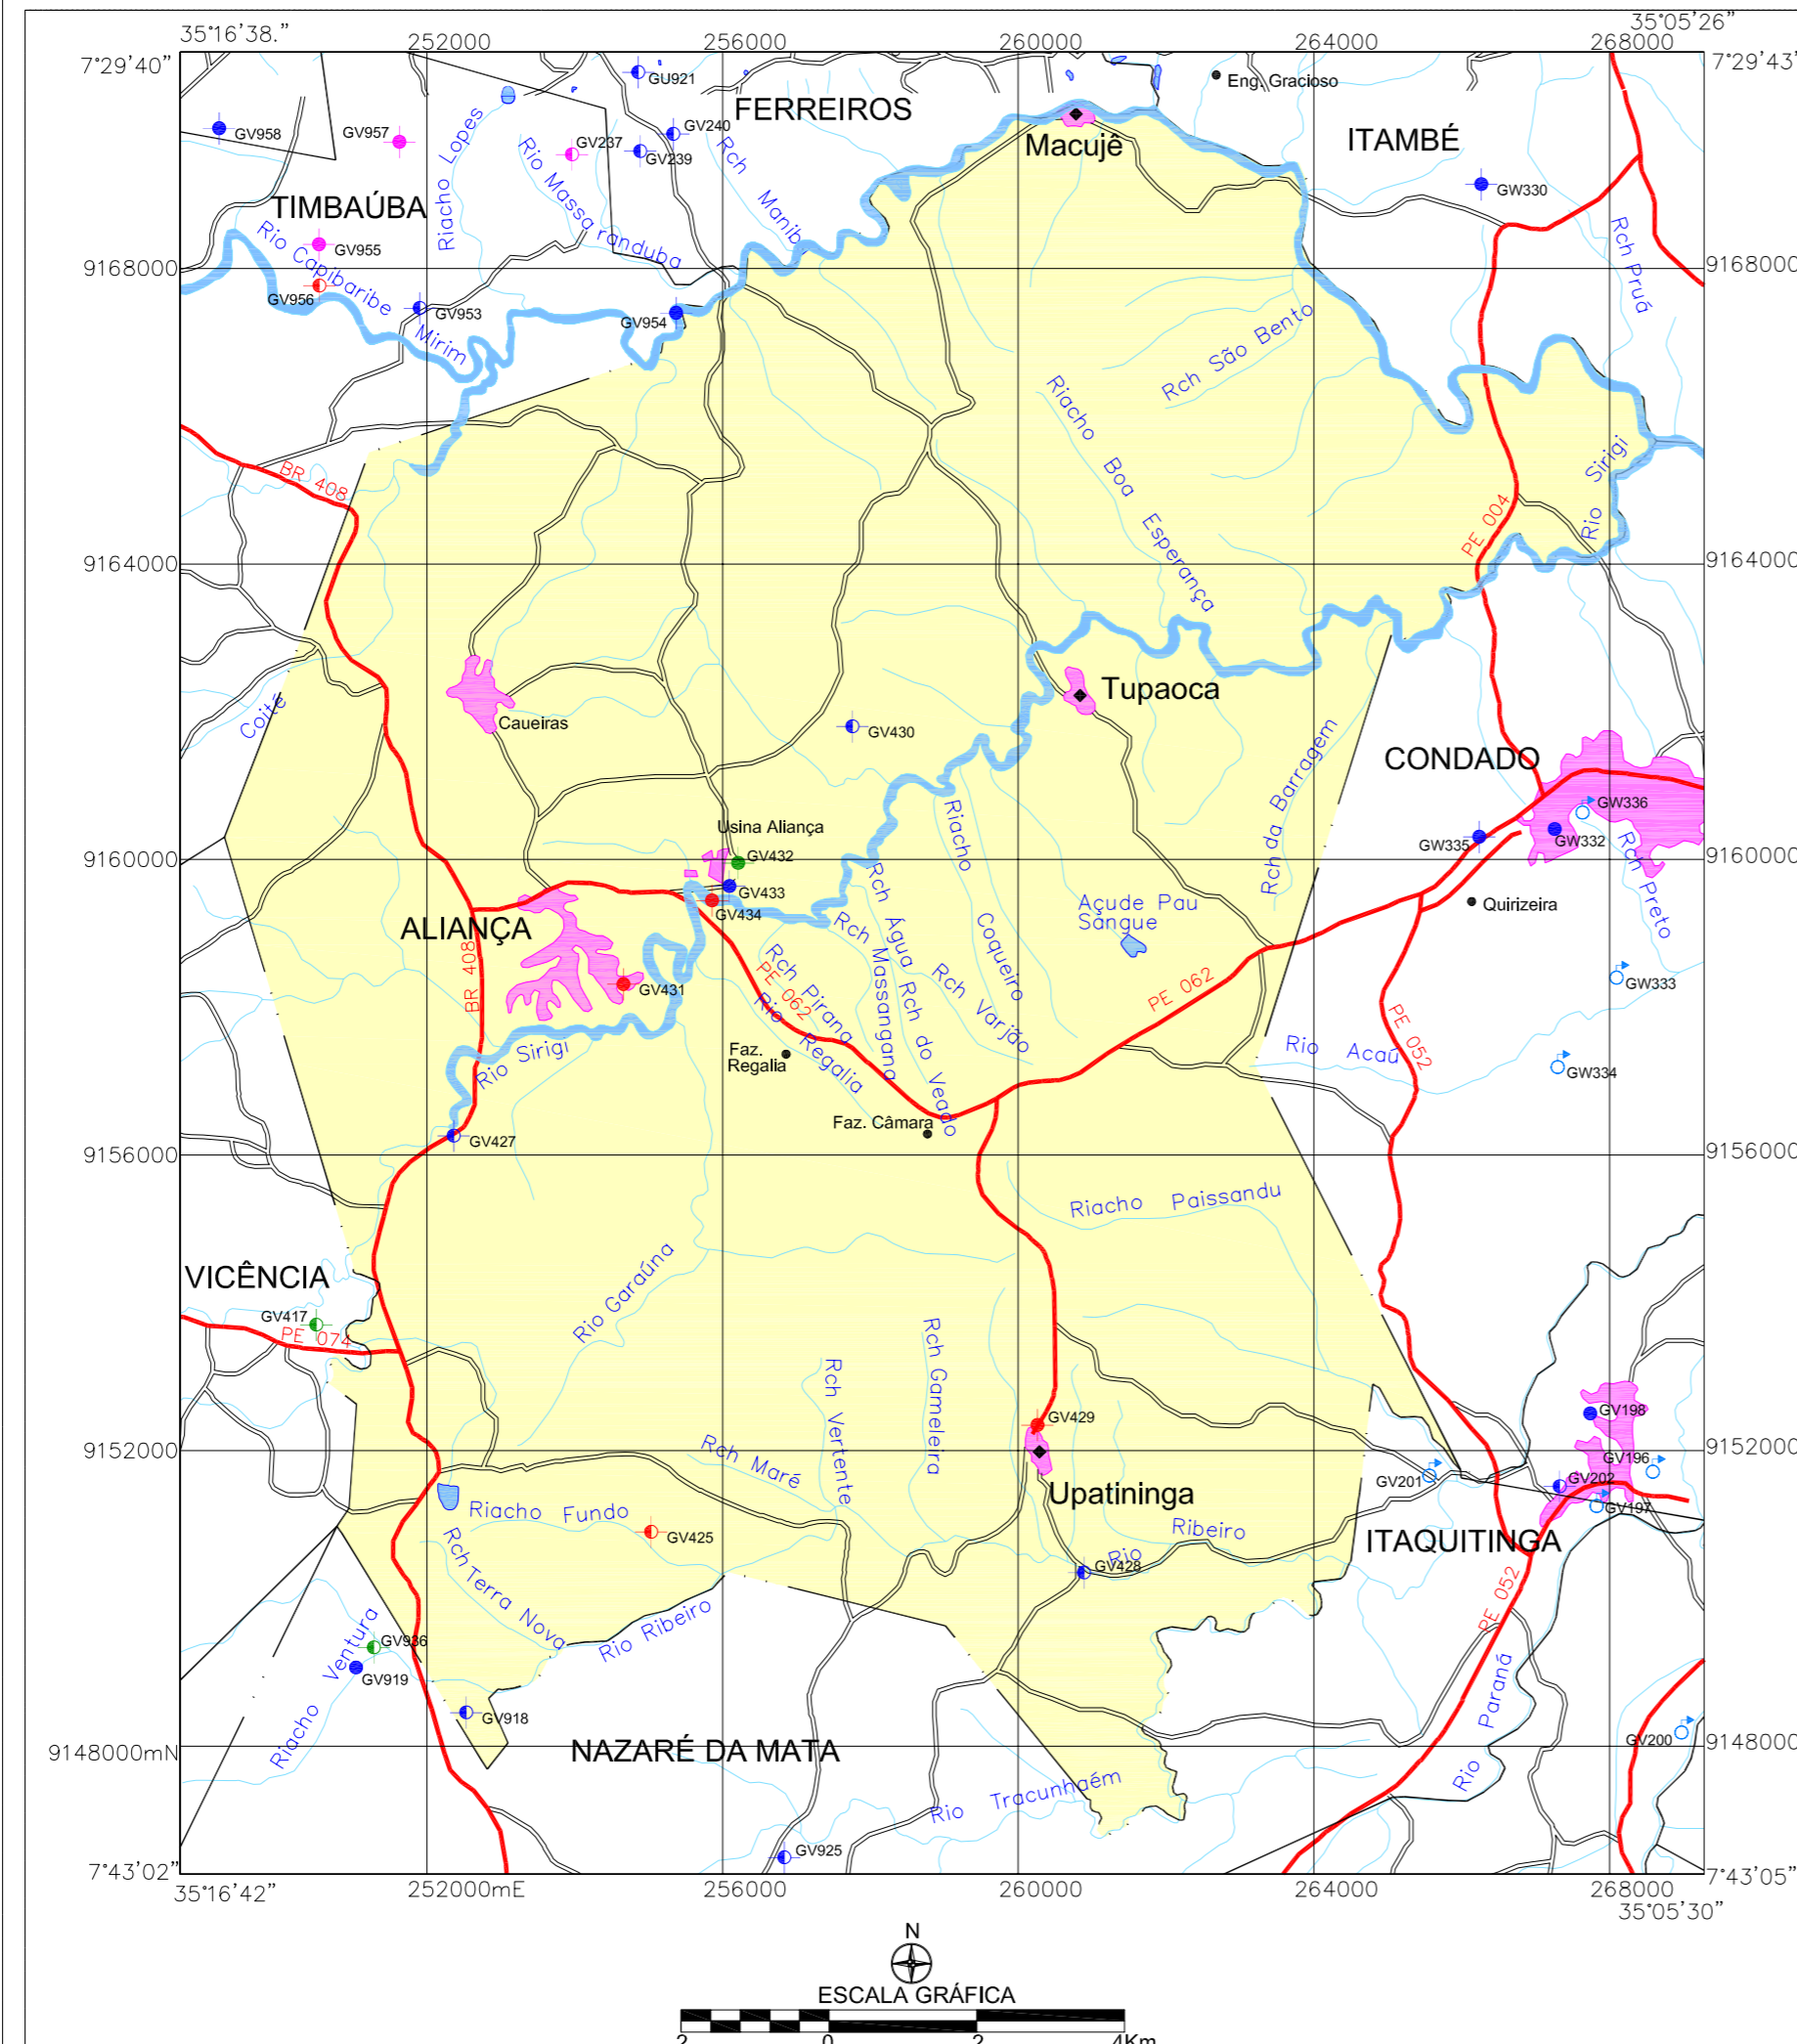 35°16'38."
252000
256000
260000
264000
268000
35°05'26"
7°29'40"
7°29'43"
GU921
Eng. Gracioso
GV958
GV957
GV237
GV240
GV239
FERREIROS
Macujê
ITAMBÉ
GW330
Riacho Lopes
Rio Massaranduba
Rch Manib
TIMBAÚBA
GV955
Rio Capibaribe Mirim
GV956
GV953
GV954
Rch Pruá
9168000
9168000
Rch São Bento
Riacho Boa Esperança
BR 408
PE 004
Rio Sirigi
9164000
9164000
Coité
Caueiras
GV430
Tupaoca
Rch da Barragem
CONDADO
GW336
GW335
GW332
Rch Preto
Usina Aliança
GV432
9160000
9160000
GV433
GV434
ALIANÇA
BR 408
GV431
Rch Água
Riacho Coqueiro
Rch Massangana
Rch Pirana
PE 062
Rio Regalia
Rch do Veado
Rch Varjão
Açude Pau
Sangue
Quirizeira
GW333
PE 062
PE 052
Rio Sirigi
Faz.
Regalia
Rio Acaú
GW334
Faz. Câmara
GV427
9156000
9156000
Riacho Paissandu
VICÊNCIA
Rio Garaúna
GV417
PE 074
Rch Gameleira
Rch Vertente
GV429
GV198
9152000
9152000
Rch Maré
GV196
GV201
GV202
GV197
Upatininga
Riacho Fundo
GV425
Rio Ribeiro
ITAQUITINGA
GV428
Rch Terra Nova
PE 052
Rio Ribeiro
Riacho Ventura
GV936
GV919
GV918
Rio Paraná
GV200
9148000mN
9148000
NAZARÉ DA MATA
Rio Tracunhaém
GV925
7°43'02"
7°43'05"
35°16'42"
252000mE
256000
260000
264000
268000
35°05'30"
N
ESCALA GRÁFICA
2 0 2 4Km